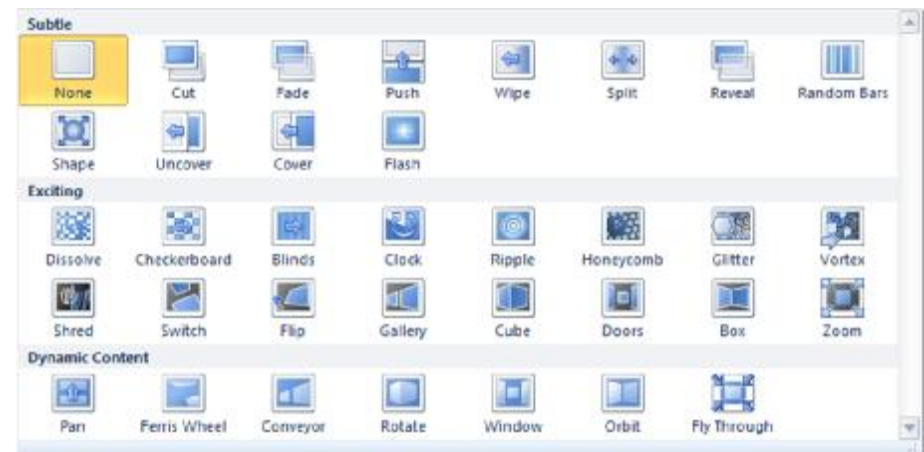 Subtle
None Cut Fade Push Wipe Split Reveal Random Bars
Shape Uncover Cover Flash
Exciting
Dissolve Checkerboard Blinds Clock Ripple Honeycomb Glitter Vortex
Shred Switch Flip Gallery Cube Doors Box Zoom
Dynamic Content
Pan Ferris Wheel Conveyor Rotate Window Orbit Fly Through